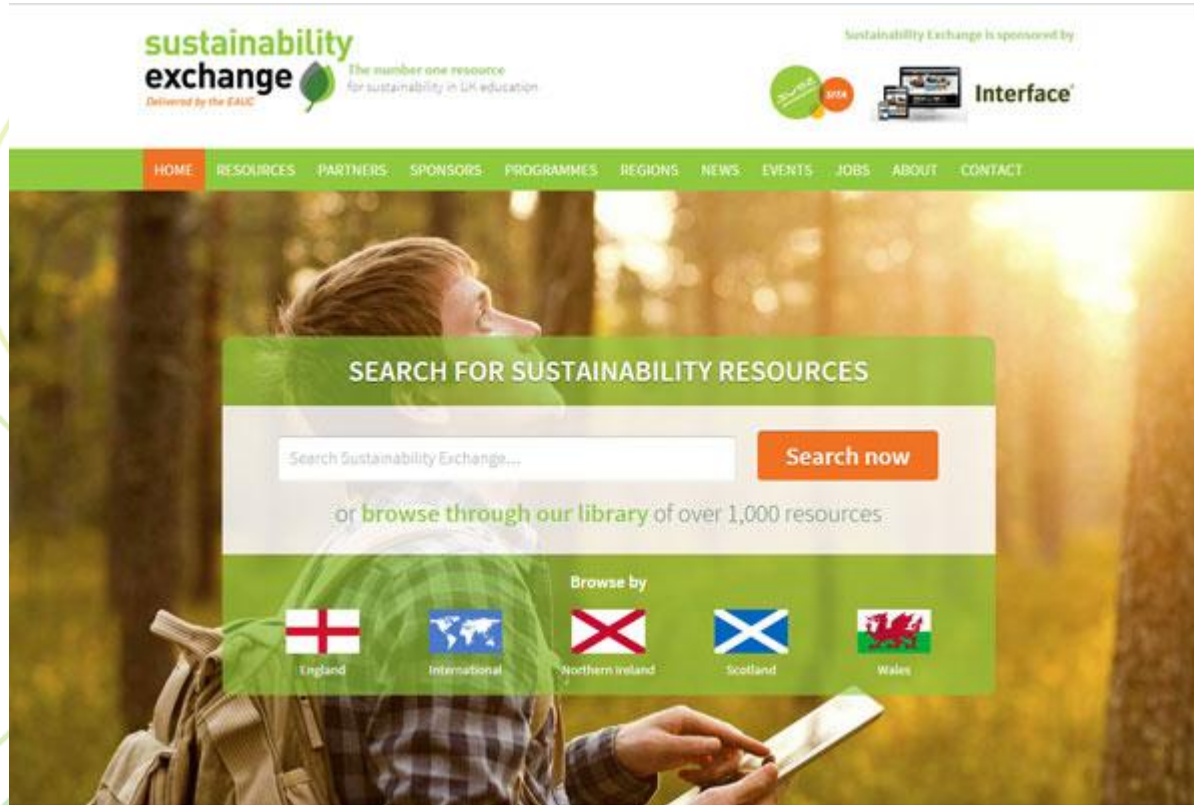 sustainability
exchange
Delivered by the EAUC
The number one resource
for sustainability in UK education
Sustainability Exchange is sponsored by
SITA
Interface
HOME RESOURCES PARTNERS SPONSORS PROGRAMMES REGIONS NEWS EVENTS JOBS ABOUT CONTACT
SEARCH FOR SUSTAINABILITY RESOURCES
Search Sustainability Exchange.... Search now
or browse through our library of over 1,000 resources
Browse by
England International Northern Ireland Scotland Wales